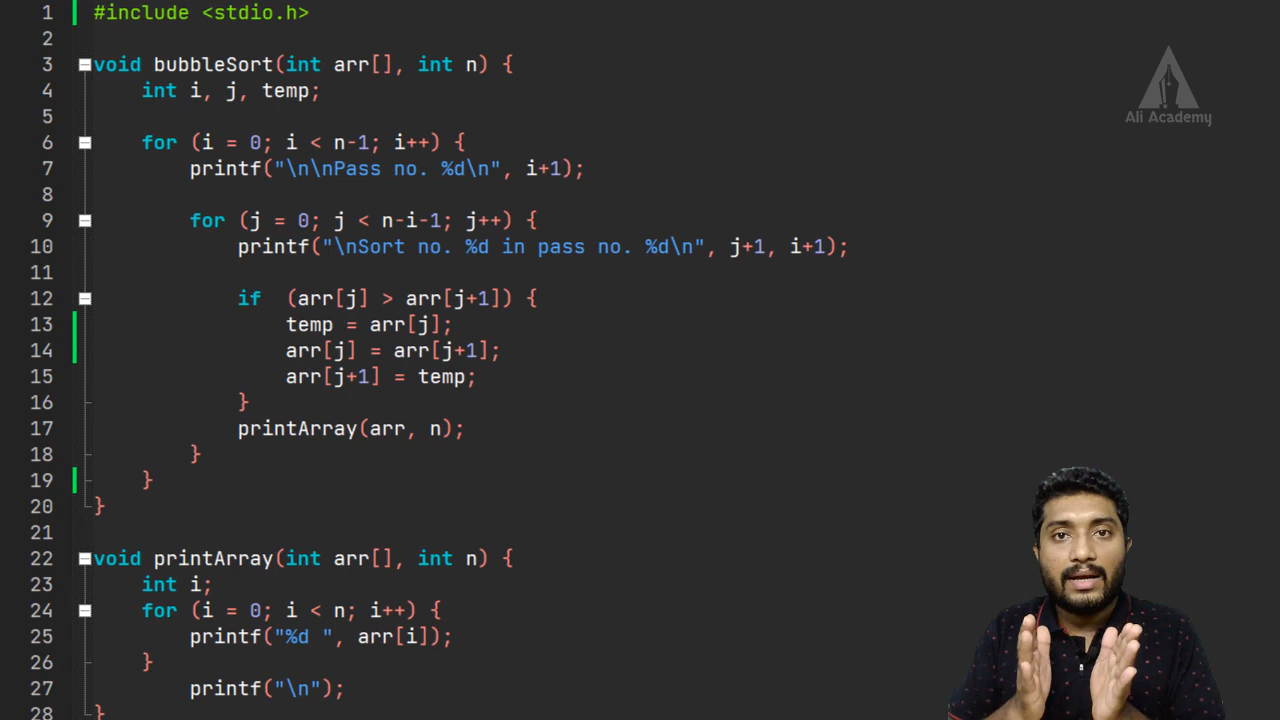 1 #include <stdio.h>
2
3 void bubbleSort(int arr[], int n) {
4     int i, j, temp;
5
6     for (i = 0; i < n-1; i++) {
7         printf("\n\nPass no. %d\n", i+1);
8
9         for (j = 0; j < n-i-1; j++) {
10             printf("\nSort no. %d in pass no. %d\n", j+1, i+1);
11
12             if  (arr[j] > arr[j+1]) {
13                 temp = arr[j];
14                 arr[j] = arr[j+1];
15                 arr[j+1] = temp;
16             }
17             printArray(arr, n);
18         }
19     }
20 }
21
22 void printArray(int arr[], int n) {
23     int i;
24     for (i = 0; i < n; i++) {
25         printf("%d ", arr[i]);
26     }
27         printf("\n");
28 }
Ali Academy